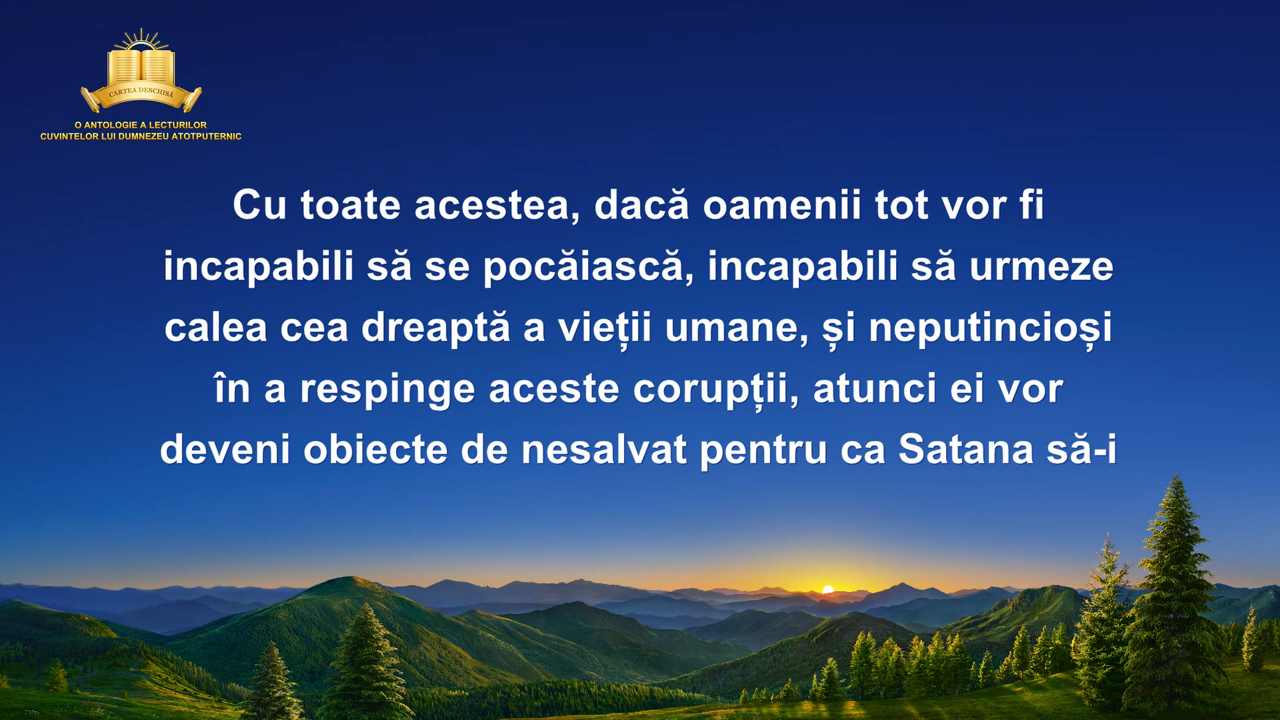 CARTEA DESCHISĂ
O ANTOLOGIE A LECTURILOR
CUVINTELOR LUI DUMNEZEU ATOTPUTERNIC
Cu toate acestea, dacă oamenii tot vor fi
incapabili să se pocăiască, incapabili să urmeze
calea cea dreaptă a vieții umane, și neputincioși
în a respinge aceste corupții, atunci ei vor
deveni obiecte de nesalvat pentru ca Satana să-i